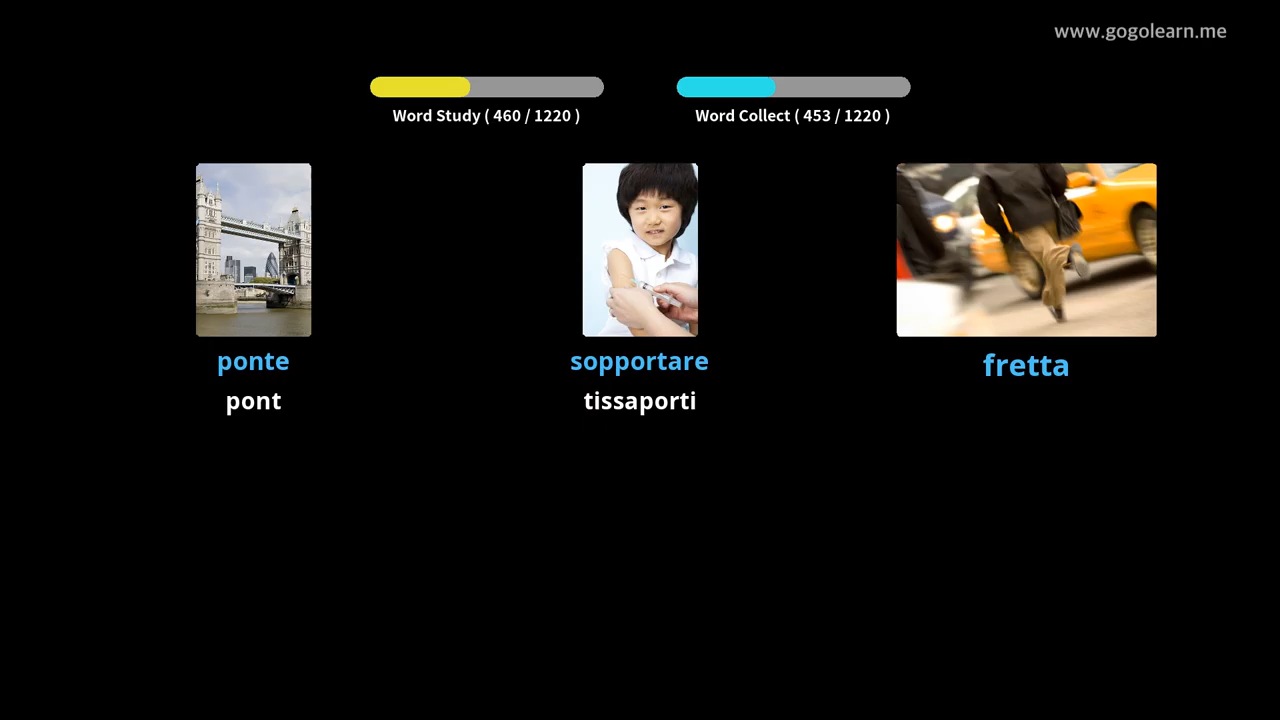 www.gogolearn.me
Word Study ( 460 / 1220 )
Word Collect ( 453 / 1220 )
ponte
sopportare
fretta
pont
tissaporti